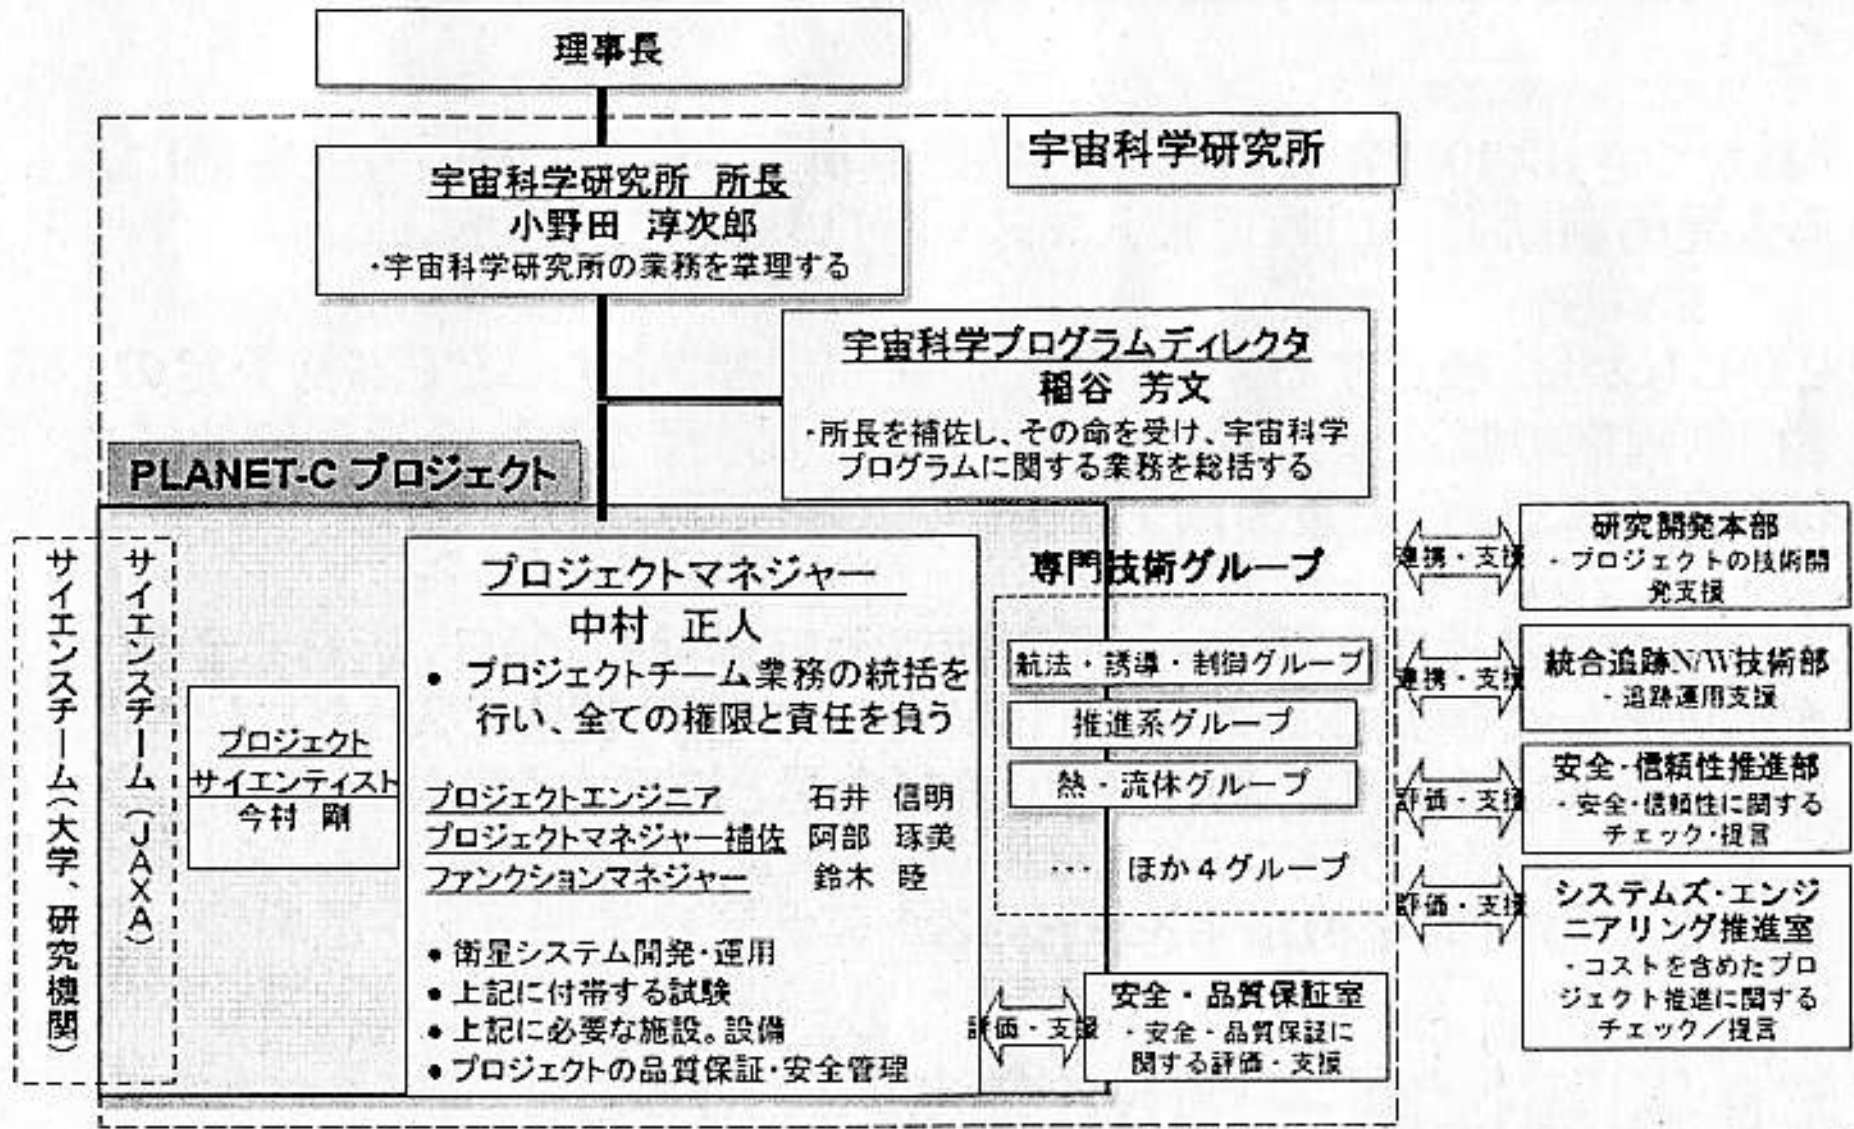 理事長
宇宙科学研究所
宇宙科学研究所 所長
小野田 淳次郎
・宇宙科学研究所の業務を掌理する
宇宙科学プログラムディレクタ
稲谷 芳文
・所長を補佐し、その命を受け、宇宙科学
プログラムに関する業務を総括する
PLANET-C プロジェクト
サイエンスチーム(大学、研究機関)
サイエンスチーム(JAXA)
プロジェクト
サイエンティスト
今村 剛
プロジェクトマネジャー
中村 正人
• プロジェクトチーム業務の統括を
行い、全ての権限と責任を負う
プロジェクトエンジニア 石井 信明
プロジェクトマネジャー補佐 阿部 琢美
ファンクションマネジャー 鈴木 睦
• 衛星システム開発・運用
• 上記に付帯する試験
• 上記に必要な施設。設備
• プロジェクトの品質保証・安全管理
専門技術グループ
航法・誘導・制御グループ
推進系グループ
熱・流体グループ
… ほか4グループ
評価・支援
安全・品質保証室
・安全・品質保証に
関する評価・支援
連携・支援
研究開発本部
・プロジェクトの技術開
発支援
連携・支援
統合追跡N/W技術部
・追跡運用支援
評価・支援
安全・信頼性推進部
・安全・信頼性に関する
チェック・提言
評価・支援
システムズ・エンジ
ニアリング推進室
・コストを含めたプロ
ジェクト推進に関する
チェック/提言